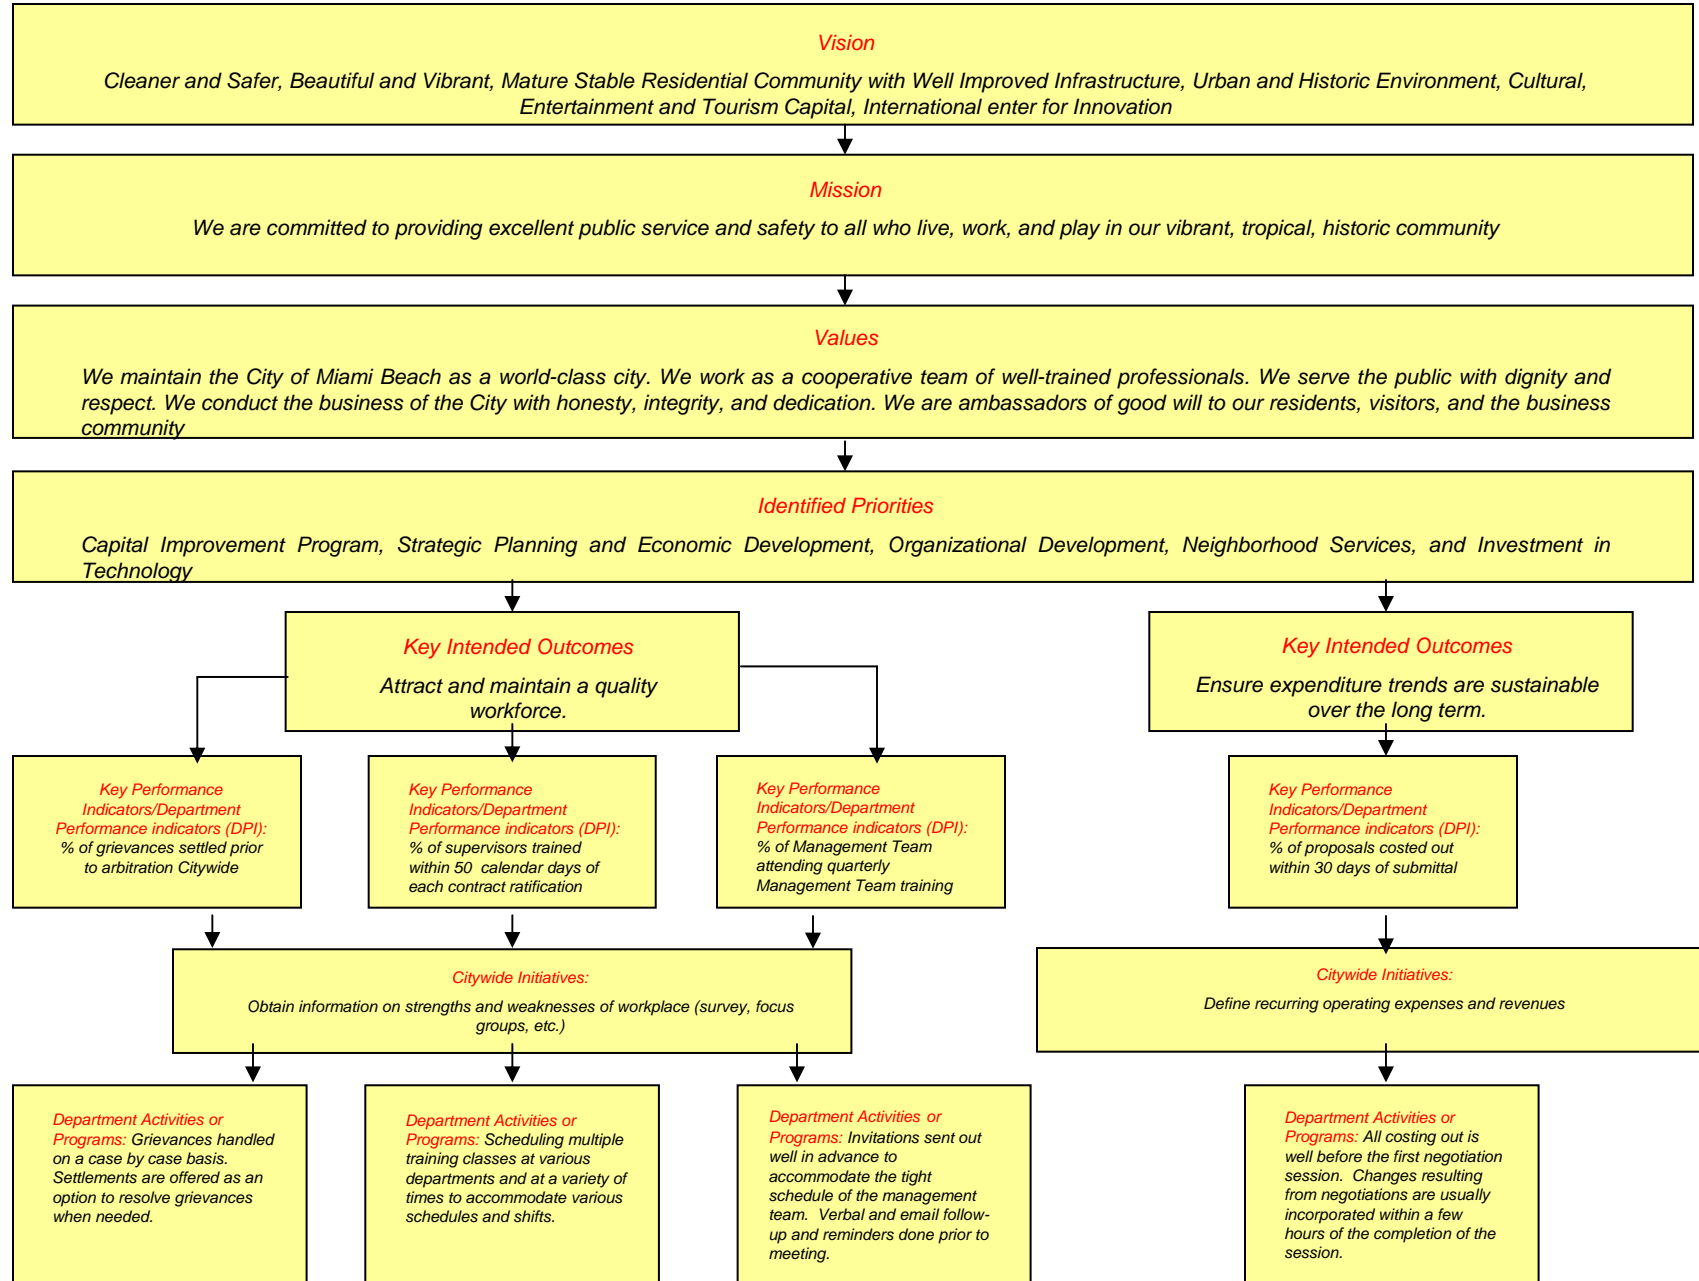 Vision
Cleaner and Safer, Beautiful and Vibrant, Mature Stable Residential Community with Well Improved Infrastructure, Urban and Historic Environment, Cultural,
Entertainment and Tourism Capital, International enter for Innovation
Mission
We are committed to providing excellent public service and safety to all who live, work, and play in our vibrant, tropical, historic community
Values
We maintain the City of Miami Beach as a world-class city. We work as a cooperative team of well-trained professionals. We serve the public with dignity and
respect. We conduct the business of the City with honesty, integrity, and dedication. We are ambassadors of good will to our residents, visitors, and the business
community
Identified Priorities
Capital Improvement Program, Strategic Planning and Economic Development, Organizational Development, Neighborhood Services, and Investment in
Technology
Key Intended Outcomes
Attract and maintain a quality
workforce.
Key Intended Outcomes
Ensure expenditure trends are sustainable
over the long term.
Key Performance
Indicators/Department
Performance indicators (DPI):
% of grievances settled prior
to arbitration Citywide
Key Performance
Indicators/Department
Performance indicators (DPI):
% of supervisors trained
within 50 calendar days of
each contract ratification
Key Performance
Indicators/Department
Performance indicators (DPI):
% of Management Team
attending quarterly
Management Team training
Key Performance
Indicators/Department
Performance indicators (DPI):
% of proposals costed out
within 30 days of submittal
Citywide Initiatives:
Obtain information on strengths and weaknesses of workplace (survey, focus
groups, etc.)
Citywide Initiatives:
Define recurring operating expenses and revenues
Department Activities or
Programs: Grievances handled
on a case by case basis.
Settlements are offered as an
option to resolve grievances
when needed.
Department Activities or
Programs: Scheduling multiple
training classes at various
departments and at a variety of
times to accommodate various
schedules and shifts.
Department Activities or
Programs: Invitations sent out
well in advance to
accommodate the tight
schedule of the management
team. Verbal and email follow-
up and reminders done prior to
meeting.
Department Activities or
Programs: All costing out is
well before the first negotiation
session. Changes resulting
from negotiations are usually
incorporated within a few
hours of the completion of the
session.